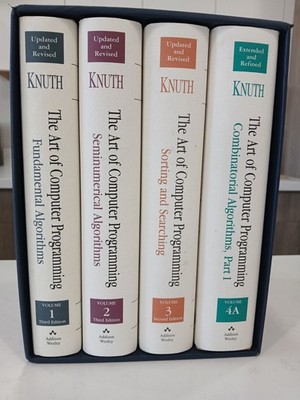 Updated and
Revised
KNUTH
The Art of Computer Programming
Fundamental Algorithms
VOLUME
1
Third Edition
Addison
Wesley
Updated and
Revised
KNUTH
The Art of Computer Programming
Seminumerical Algorithms
VOLUME
2
Third Edition
Addison
Wesley
Updated and
Revised
KNUTH
The Art of Computer Programming
Sorting and Searching
VOLUME
3
Second Edition
Addison
Wesley
Extended and
Refined
KNUTH
The Art of Computer Programming
Combinatorial Algorithms, Part 1
VOLUME
4A
Addison
Wesley